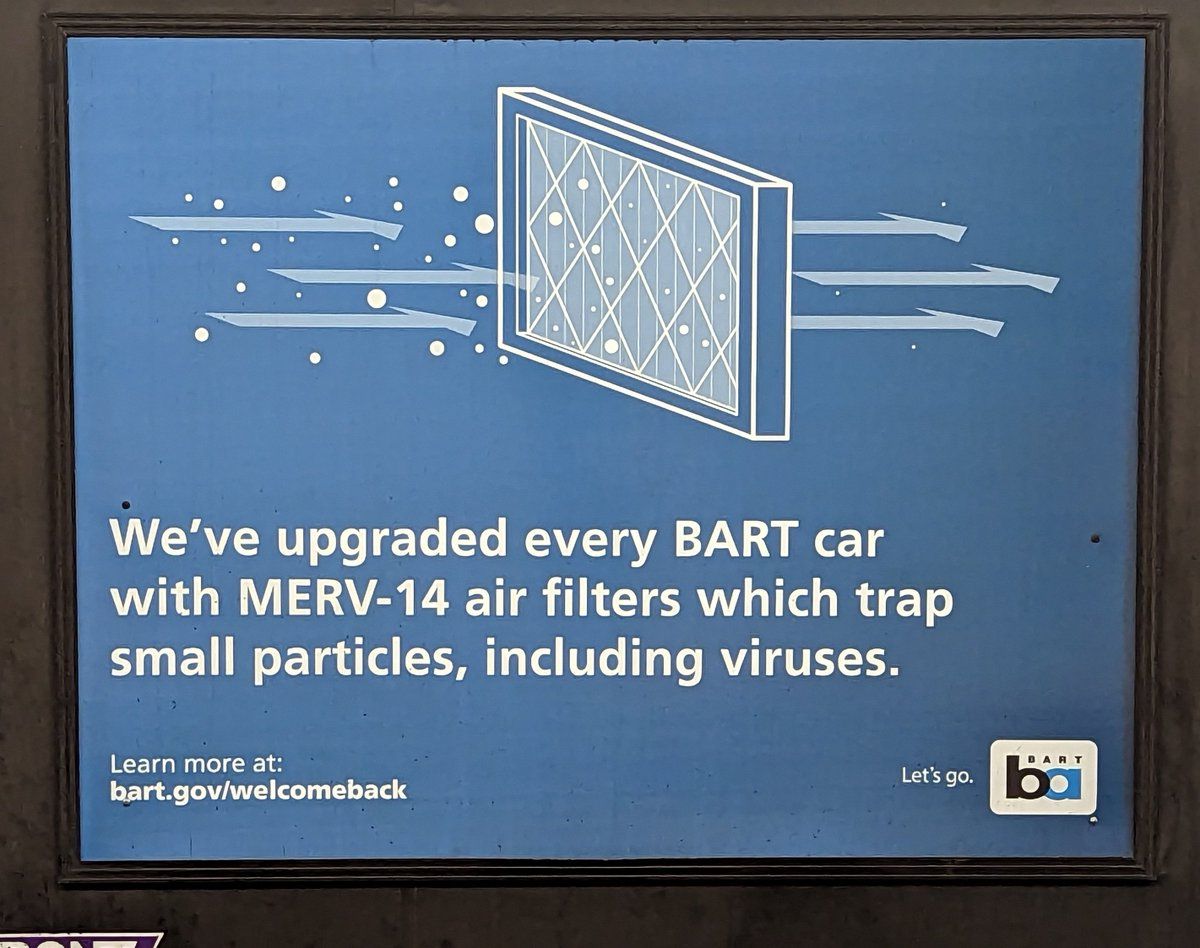 We've upgraded every BART car
with MERV-14 air filters which trap
small particles, including viruses.
Learn more at:
bart.gov/welcomeback
Let's go.
BART
ba